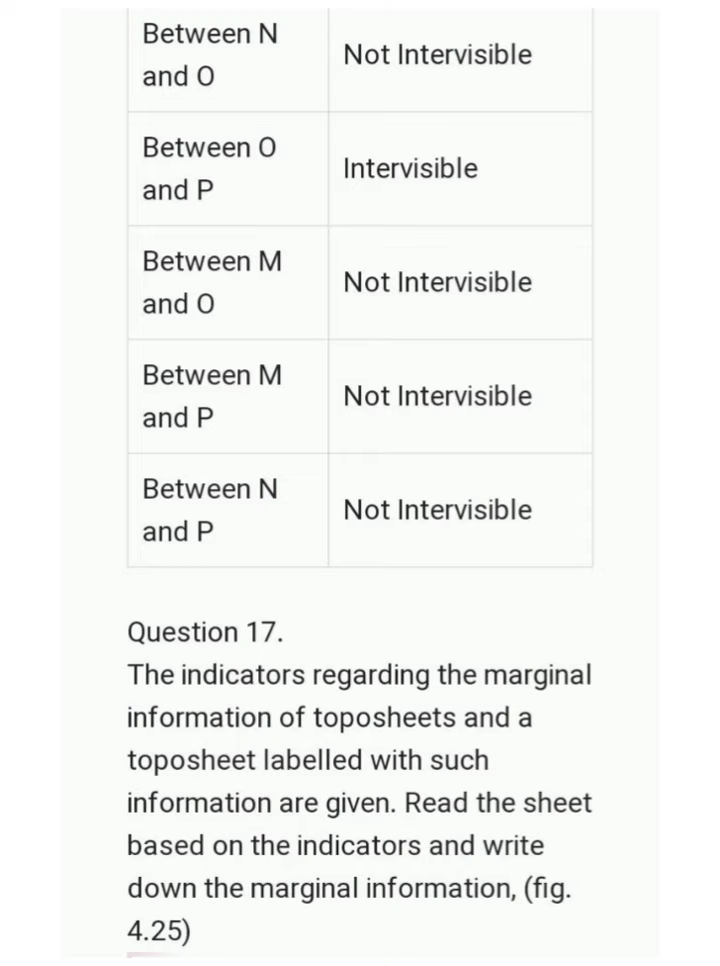 Between N
and O
Not Intervisible
Between O
and P
Intervisible
Between M
and O
Not Intervisible
Between M
and P
Not Intervisible
Between N
and P
Not Intervisible
Question 17.
The indicators regarding the marginal
information of toposheets and a
toposheet labelled with such
information are given. Read the sheet
based on the indicators and write
down the marginal information, (fig.
4.25)